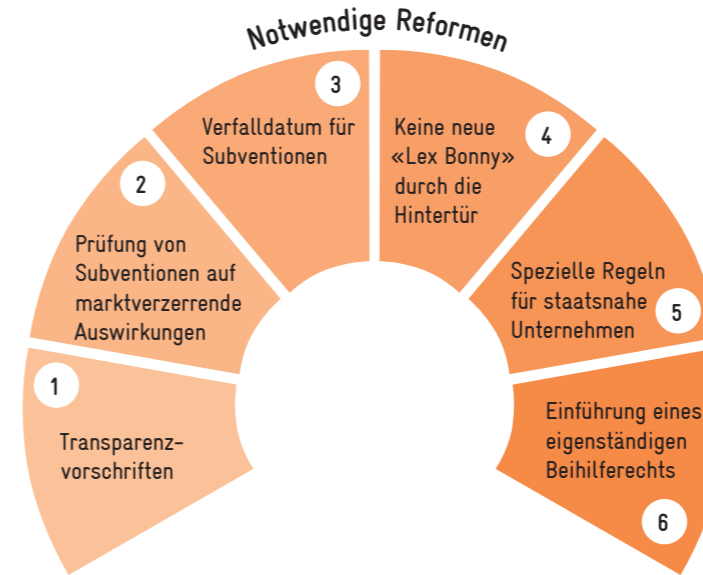 Notwendige Reformen
1
Transparenz-
vorschriften
2
Prüfung von
Subventionen auf
marktverzerrende
Auswirkungen
3
Verfalldatum für
Subventionen
4
Keine neue
«Lex Bonny»
durch die
Hintertür
5
Spezielle Regeln
für staatsnahe
Unternehmen
6
Einführung eines
eigenständigen
Beihilferechts